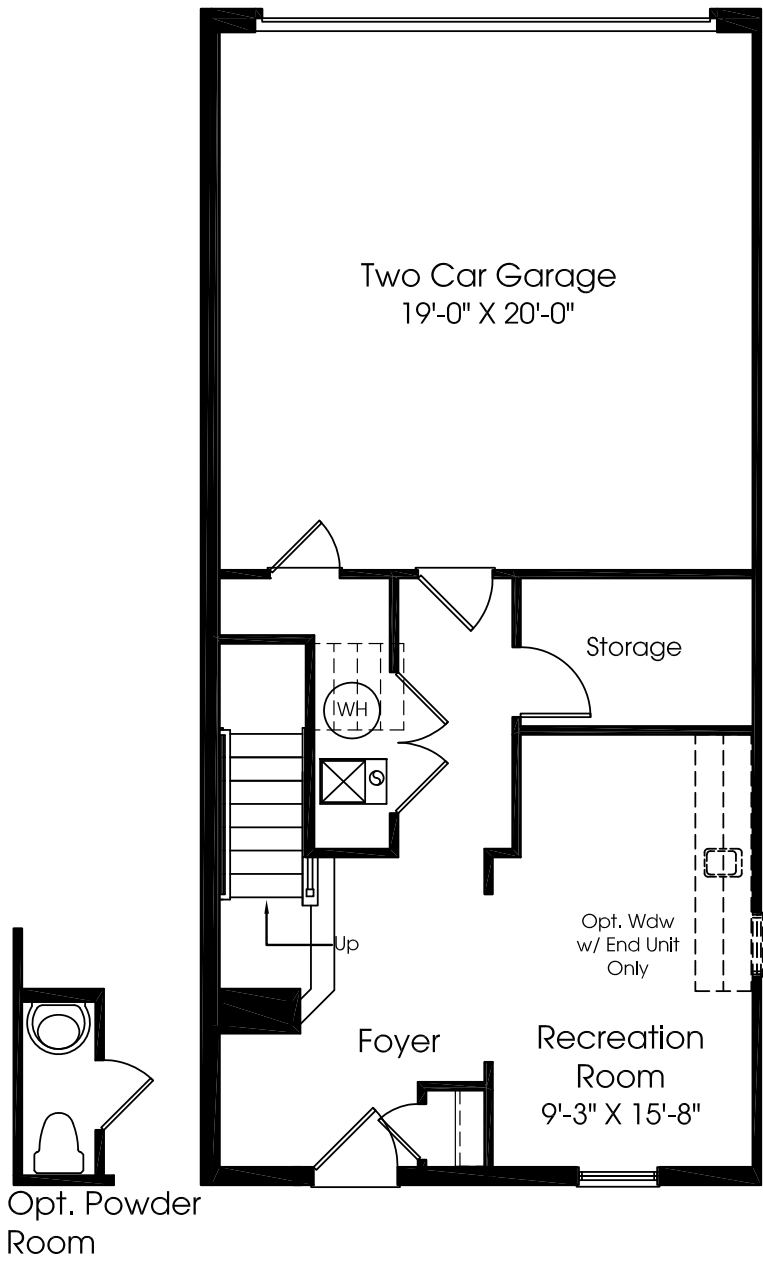 Two Car Garage
19'-0" X 20'-0"
Storage
WH
Up
Opt. Wdw
w/ End Unit
Only
Foyer
Recreation
Room
9'-3" X 15'-8"
Opt. Powder
Room